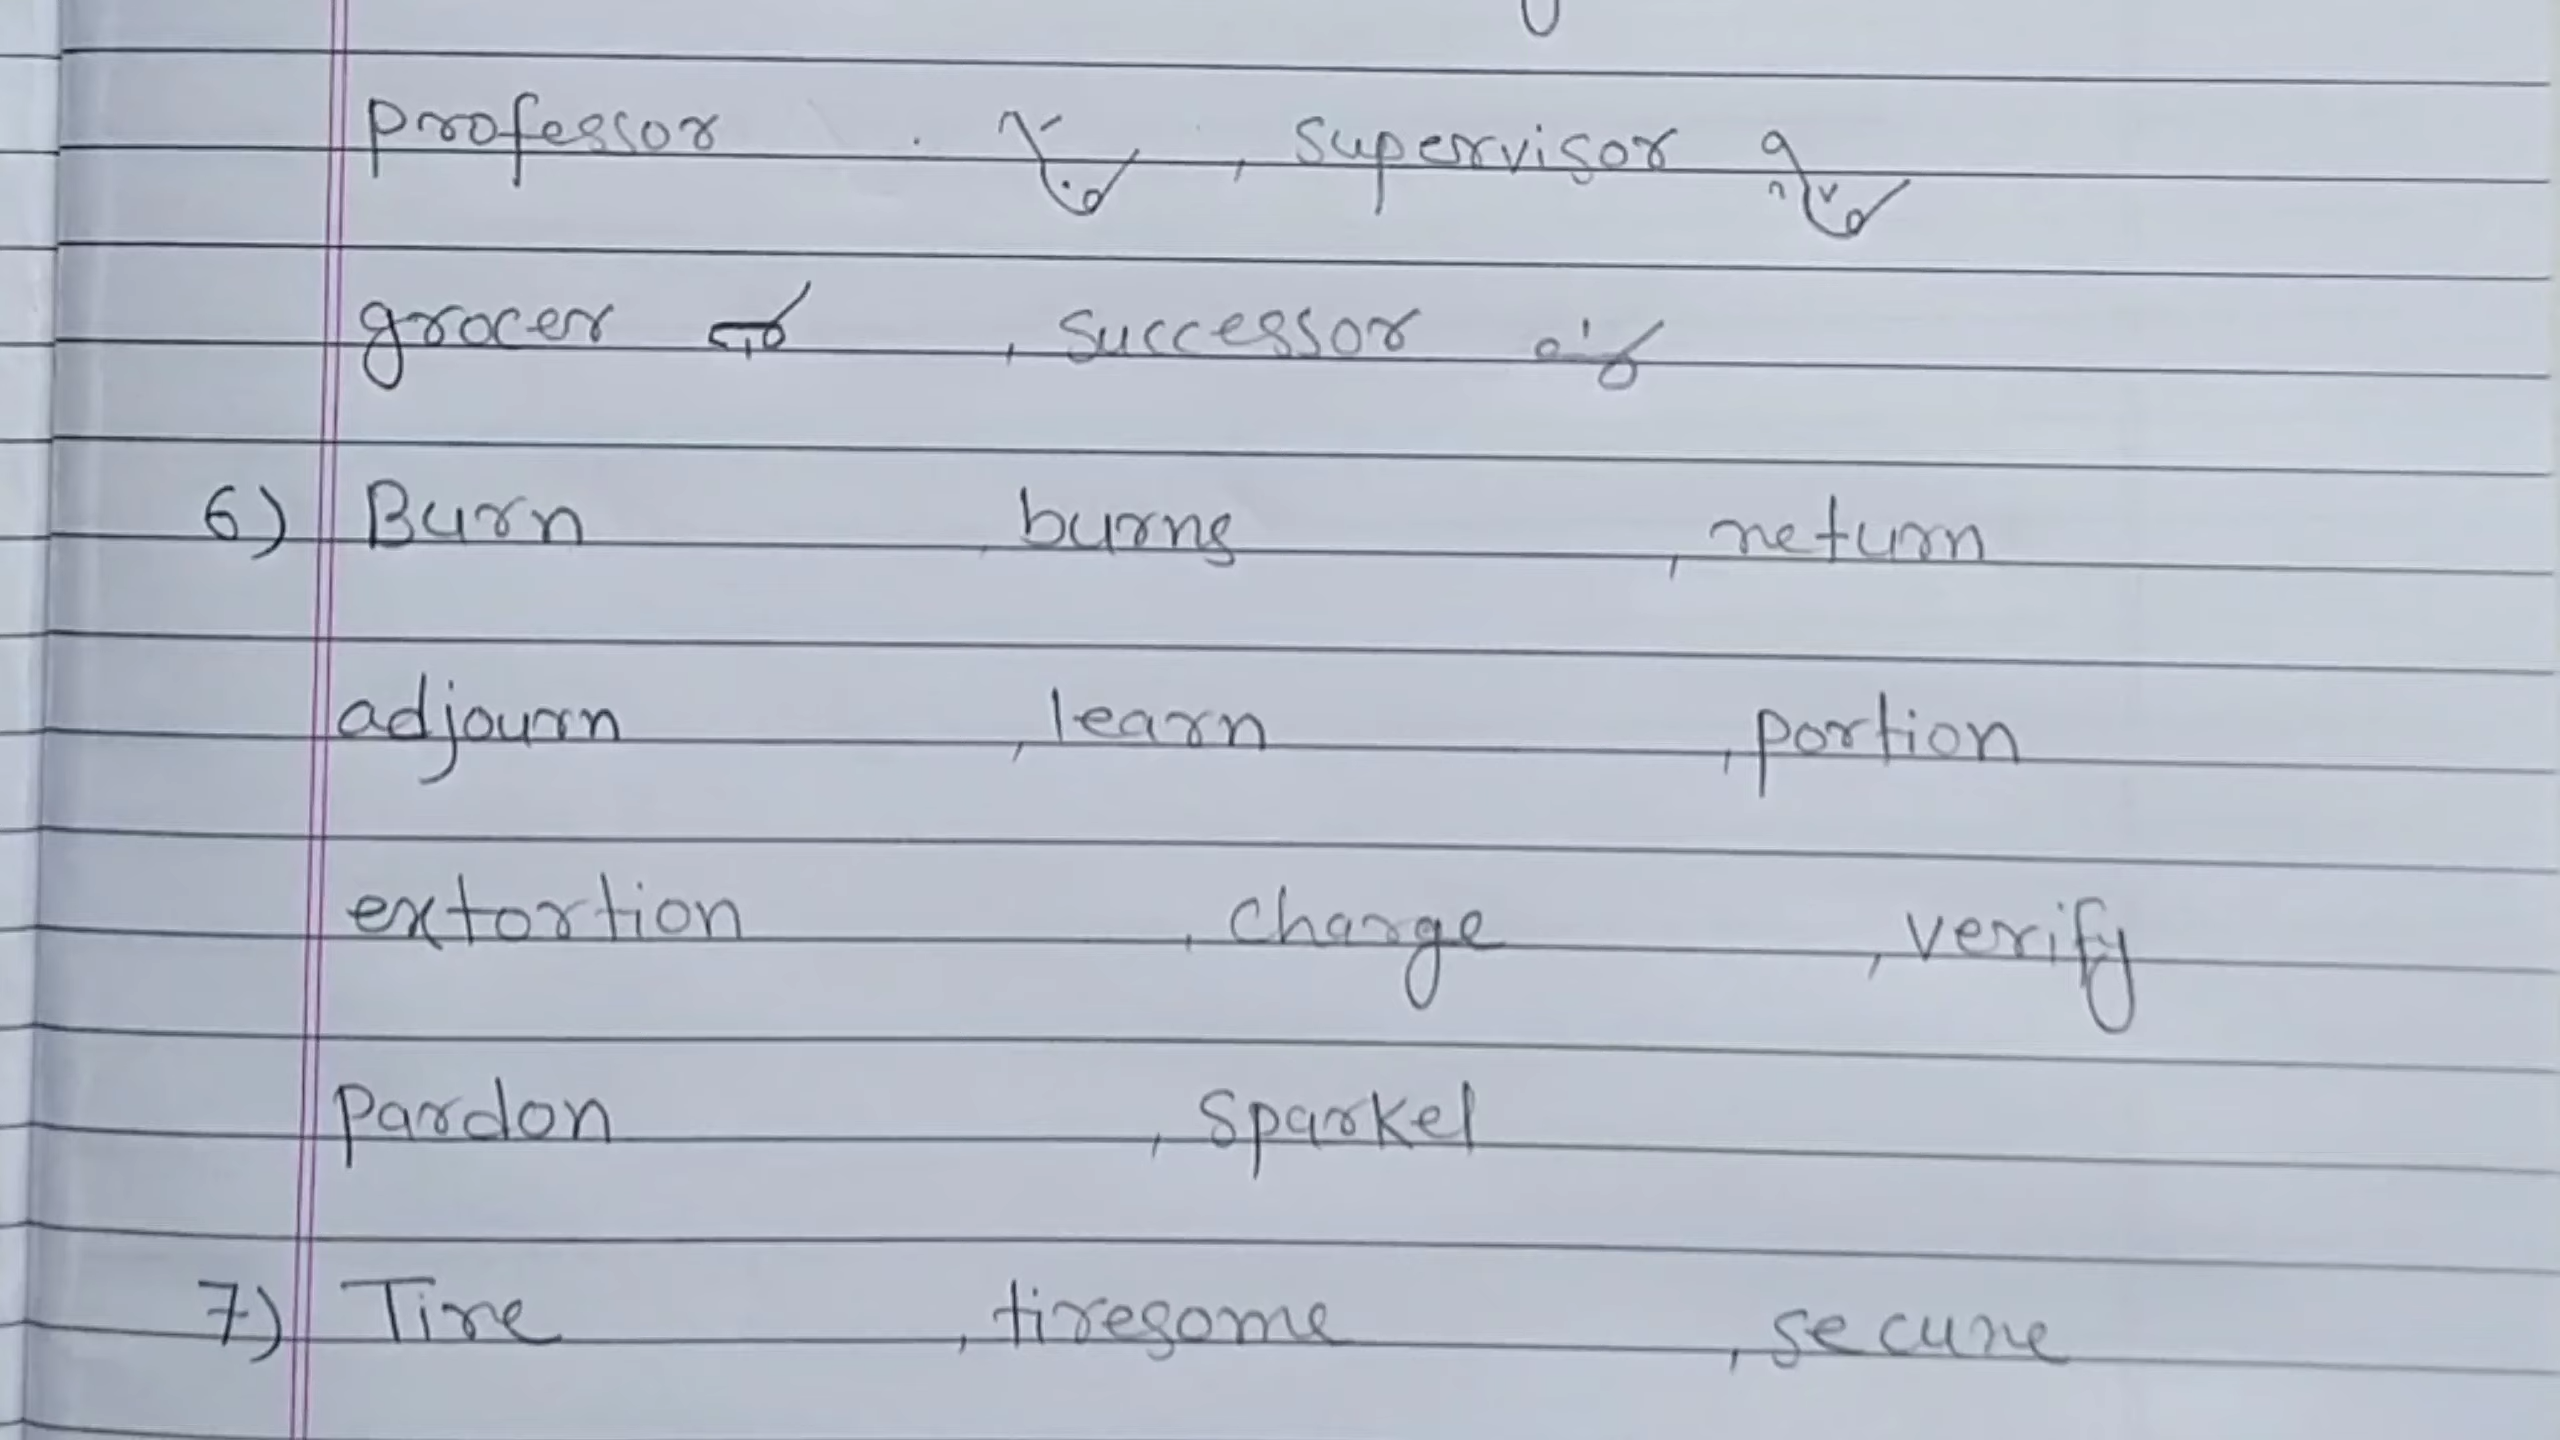 professor , supervisor
grocer , successor
6) Burn , burns , return
adjourn , learn , portion
extortion , charge , verify
pardon , sparkel
7) Tire , tiresome , secure